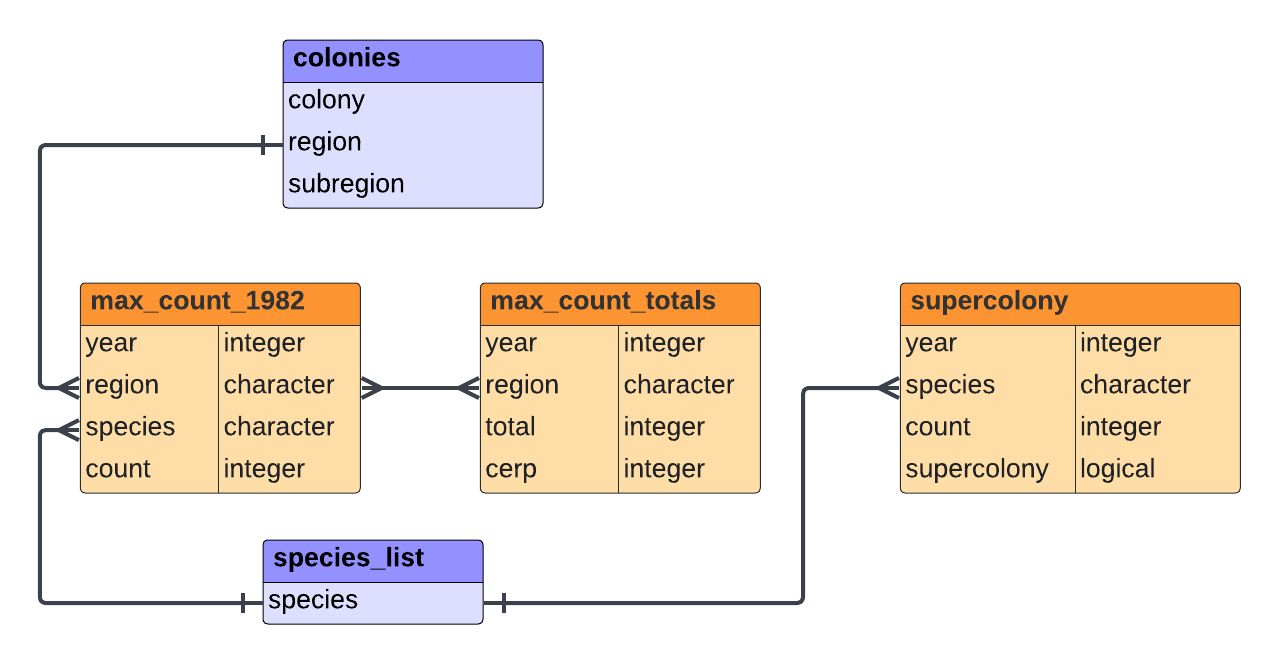 colonies
colony
region
subregion
max_count_1982
year integer
region character
species character
count integer
max_count_totals
year integer
region character
total integer
cerp integer
supercolony
year integer
species character
count integer
supercolony logical
species_list
species